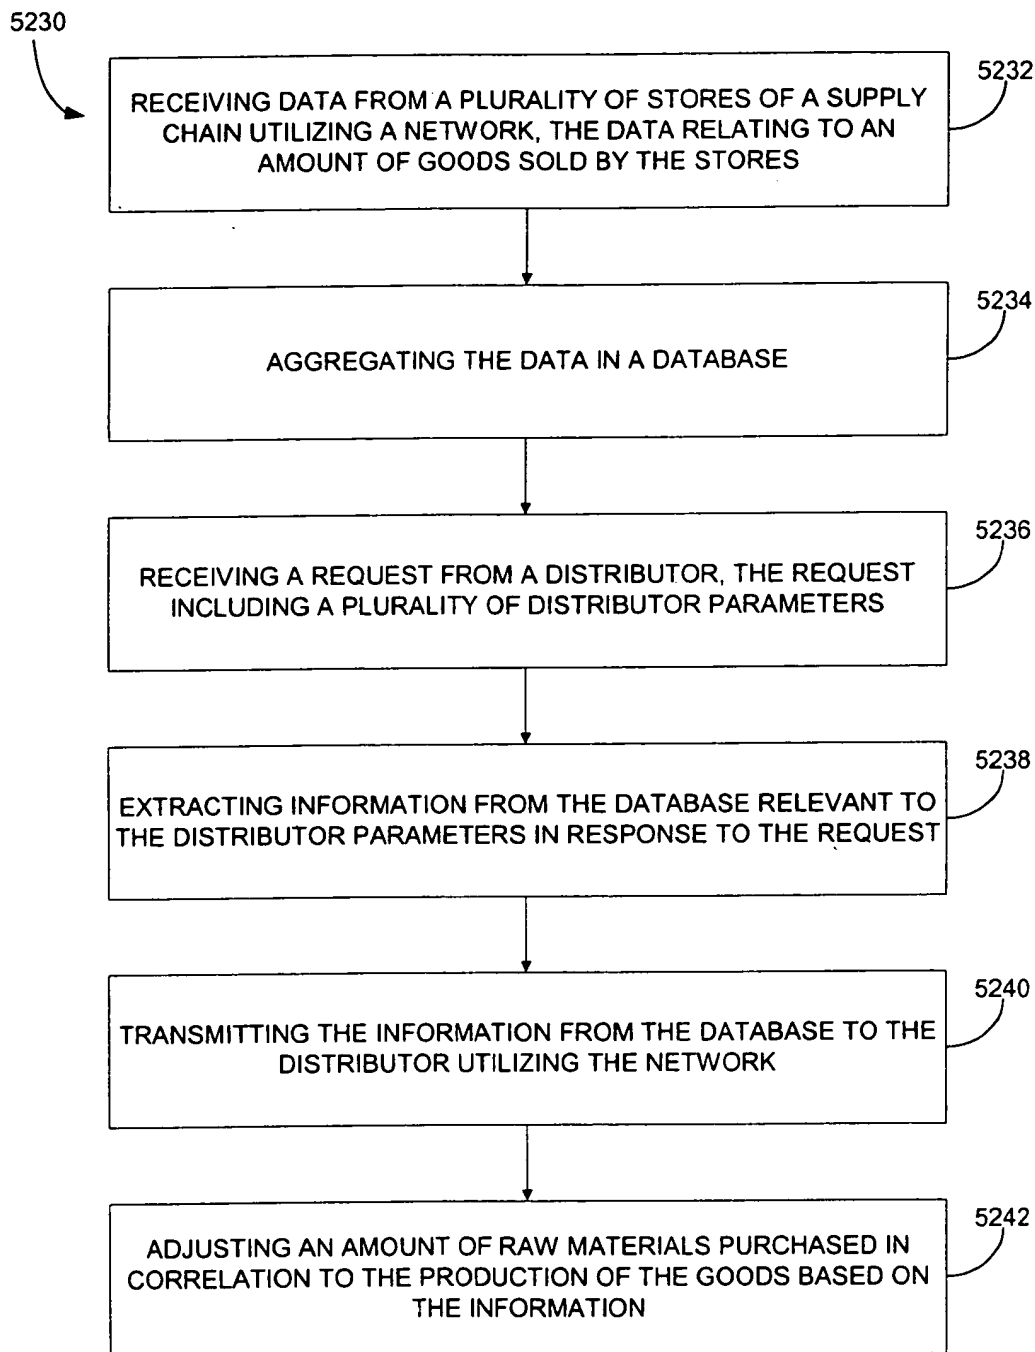 5230
5232
RECEIVING DATA FROM A PLURALITY OF STORES OF A SUPPLY
CHAIN UTILIZING A NETWORK, THE DATA RELATING TO AN
AMOUNT OF GOODS SOLD BY THE STORES
5234
AGGREGATING THE DATA IN A DATABASE
5236
RECEIVING A REQUEST FROM A DISTRIBUTOR, THE REQUEST
INCLUDING A PLURALITY OF DISTRIBUTOR PARAMETERS
5238
EXTRACTING INFORMATION FROM THE DATABASE RELEVANT TO
THE DISTRIBUTOR PARAMETERS IN RESPONSE TO THE REQUEST
5240
TRANSMITTING THE INFORMATION FROM THE DATABASE TO THE
DISTRIBUTOR UTILIZING THE NETWORK
5242
ADJUSTING AN AMOUNT OF RAW MATERIALS PURCHASED IN
CORRELATION TO THE PRODUCTION OF THE GOODS BASED ON
THE INFORMATION